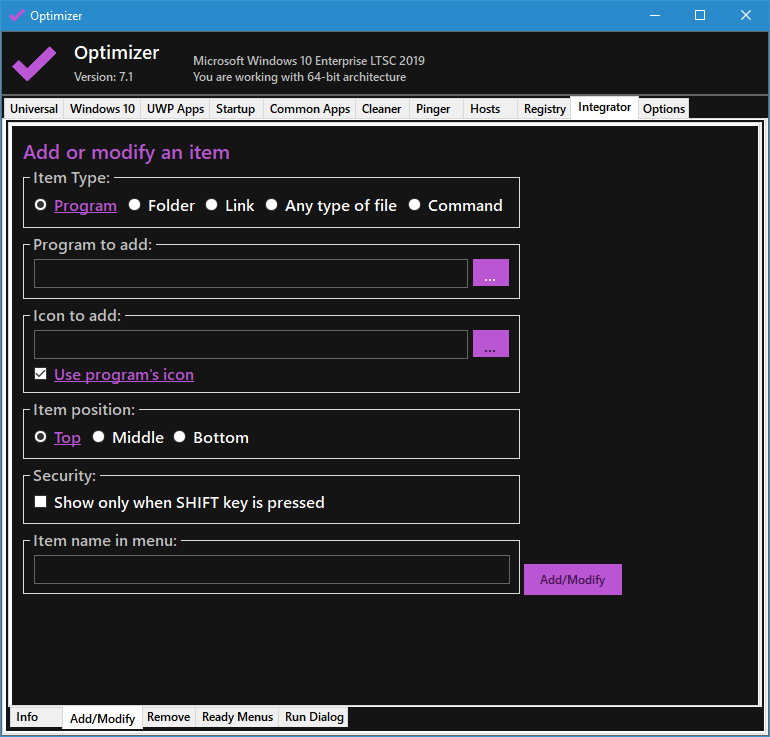 Optimizer
Optimizer
Version: 7.1
Microsoft Windows 10 Enterprise LTSC 2019
You are working with 64-bit architecture
Universal Windows 10 UWP Apps Startup Common Apps Cleaner Pinger Hosts Registry Integrator Options
Add or modify an item
Item Type:
Program Folder Link Any type of file Command
Program to add:
...
Icon to add:
...
Use program's icon
Item position:
Top Middle Bottom
Security:
Show only when SHIFT key is pressed
Item name in menu:
Add/Modify
Info Add/Modify Remove Ready Menus Run Dialog